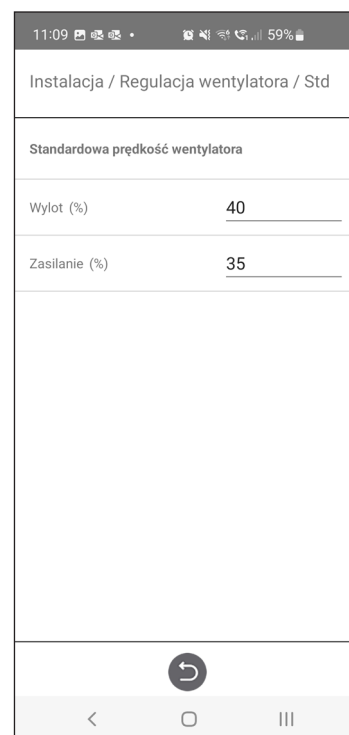 11:09 59%
Instalacja / Regulacja wentylatora / Std
Standardowa prędkość wentylatora
Wylot (%) 40
Zasilanie (%) 35